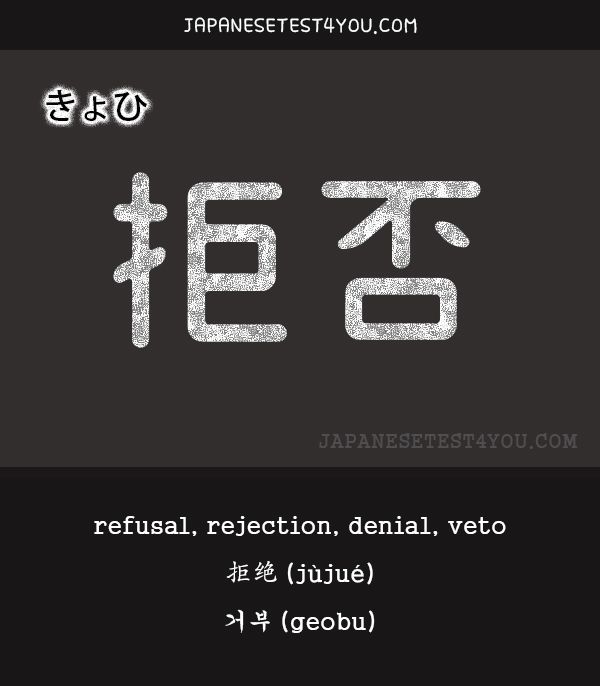 JAPANESETEST4YOU.COM
きょひ
拒否
JAPANESETEST4YOU.COM
refusal, rejection, denial, veto
拒绝 (jùjué)
거부 (geobu)